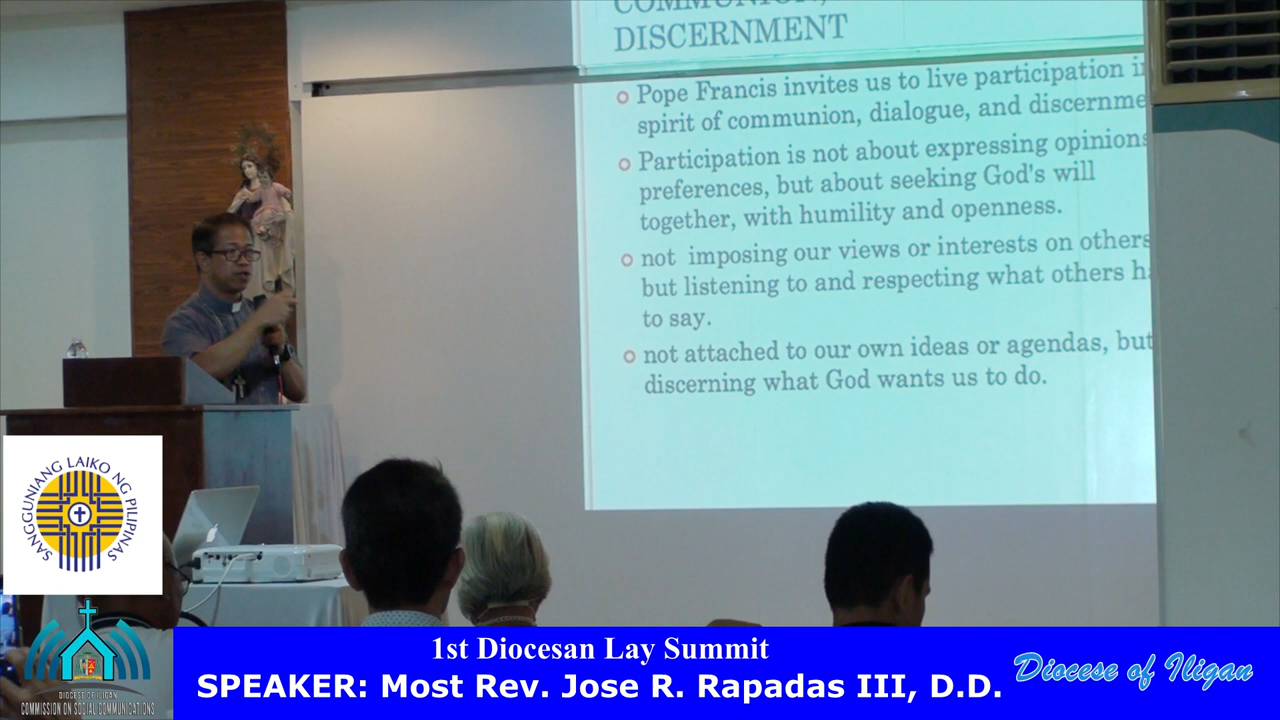 DISCERNMENT
Pope Francis invites us to live participation
spirit of communion, dialogue, and
Participation is not about expressing opinions
preferences, but about seeking God's will
together, with humility and openness.
not imposing our views or interests on others
but listening to and respecting what others
to say.
not attached to our own ideas or agendas, but
discerning what God wants us to do.
SANGGUNIANG LAIKO NG PILIPINAS
DIOCESE OF ILIGAN
COMMISSION ON SOCIAL COMMUNICATIONS
1st Diocesan Lay Summit
SPEAKER: Most Rev. Jose R. Rapadas III, D.D.
Diocese of Iligan